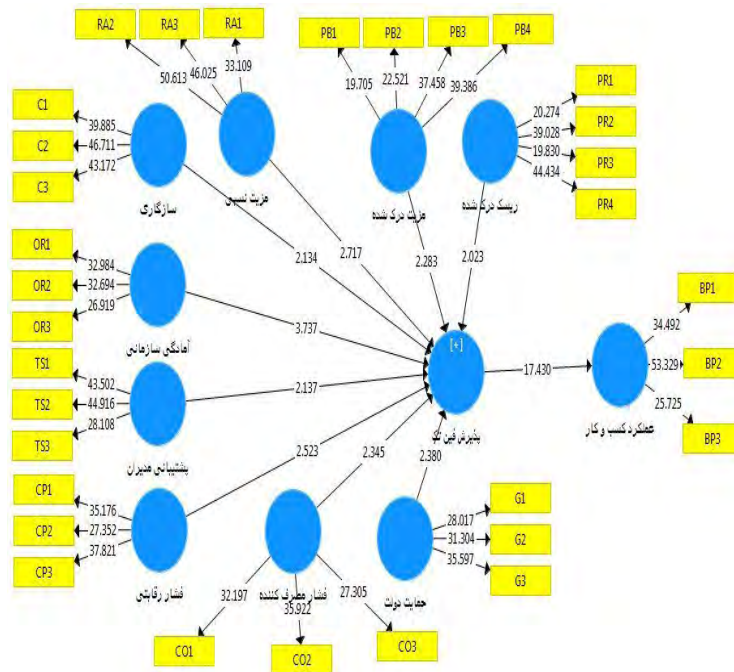 RA2
RA3
RA1
50.613
46.025
33.109
PB1
PB2
PB3
PB4
19.705
22.521
37.458
39.386
C1
C2
C3
39.885
46.711
43.172
سازگاری
مزیت نسبی
مزیت درک شده
ریسک درک شده
PR1
PR2
PR3
PR4
20.274
39.028
19.830
44.434
2.134
2.717
2.283
2.023
OR1
OR2
OR3
32.984
32.694
26.919
آمادگی سازمانی
3.737
TS1
TS2
TS3
43.502
44.916
28.108
پشتیبانی مدیران
2.137
[+]
پذیرش فین تک
17.430
عملکرد کسب و کار
BP1
BP2
BP3
34.492
53.329
25.725
CP1
CP2
CP3
35.176
27.352
37.821
فشار رقابتی
2.523
2.345
2.380
فشار مصرف کننده
حمایت دولت
G1
G2
G3
28.017
31.304
35.597
32.197
35.922
27.305
CO1
CO2
CO3